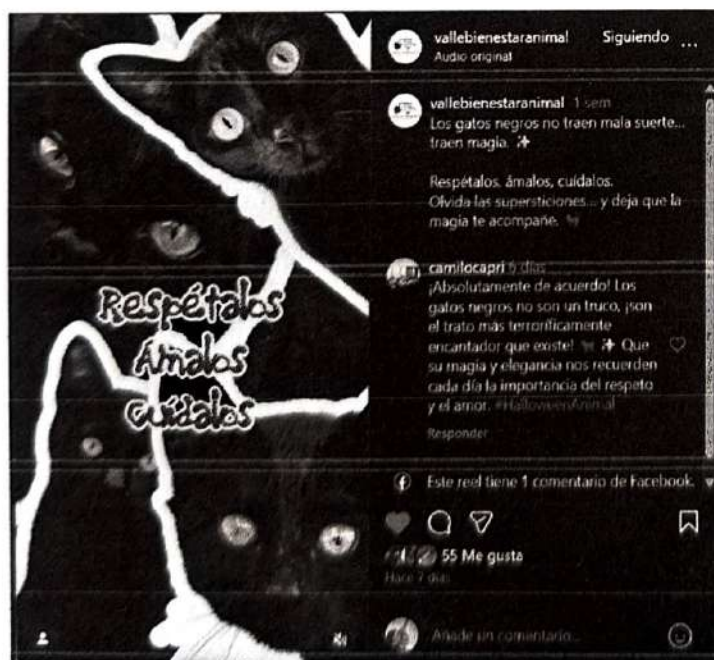 vallebienestaranimal Siguiendo ...
Audio original
vallebienestaranimal 1 sem
Los gatos negros no traen mala suerte...
traen magia. ✨
Respétalos, ámalos, cuídalos.
Olvida las supersticiones... y deja que la
magia te acompañe. 🐈‍⬛
camilocapri 6 días
¡Absolutamente de acuerdo! Los
gatos negros no son un truco, ¡son
el trato más terroríficamente
encantador que existe! 🐈‍⬛ ✨ Que
su magia y elegancia nos recuerden
cada día la importancia del respeto
y el amor. #HalloweenAnimal
Responder
Este reel tiene 1 comentario de Facebook.
55 Me gusta
Hace 7 días
Añade un comentario...
Respétalos
Ámalos
Cuídalos